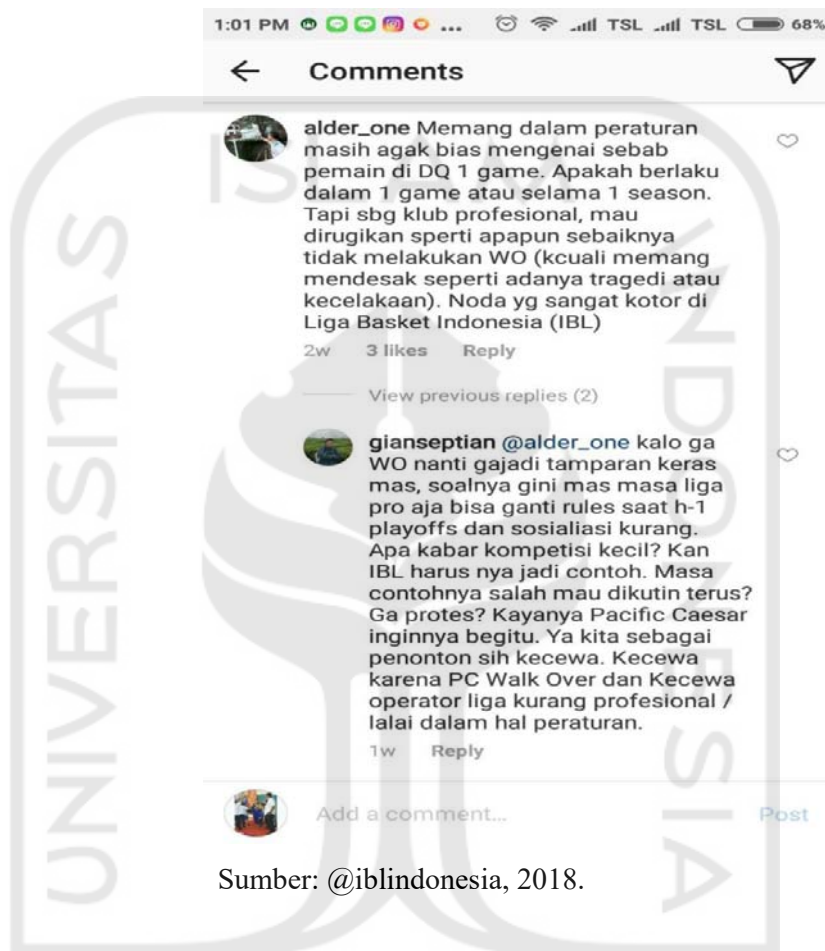 1:01 PM ... TSL TSL 68%
Comments
alder_one Memang dalam peraturan
masih agak bias mengenai sebab
pemain di DQ 1 game. Apakah berlaku
dalam 1 game atau selama 1 season.
Tapi sbg klub profesional, mau
dirugikan sperti apapun sebaiknya
tidak melakukan WO (kcuali memang
mendesak seperti adanya tragedi atau
kecelakaan). Noda yg sangat kotor di
Liga Basket Indonesia (IBL)
2w 3 likes Reply
View previous replies (2)
gianseptian @alder_one kalo ga
WO nanti gajadi tamparan keras
mas, soalnya gini mas masa liga
pro aja bisa ganti rules saat h-1
playoffs dan sosialiasi kurang.
Apa kabar kompetisi kecil? Kan
IBL harus nya jadi contoh. Masa
contohnya salah mau dikutin terus?
Ga protes? Kayanya Pacific Caesar
inginnya begitu. Ya kita sebagai
penonton sih kecewa. Kecewa
karena PC Walk Over dan Kecewa
operator liga kurang profesional /
lalai dalam hal peraturan.
1w Reply
Add a comment... Post
Sumber: @iblindonesia, 2018.
UNIVERSITAS
ISLAM
INDONESIA